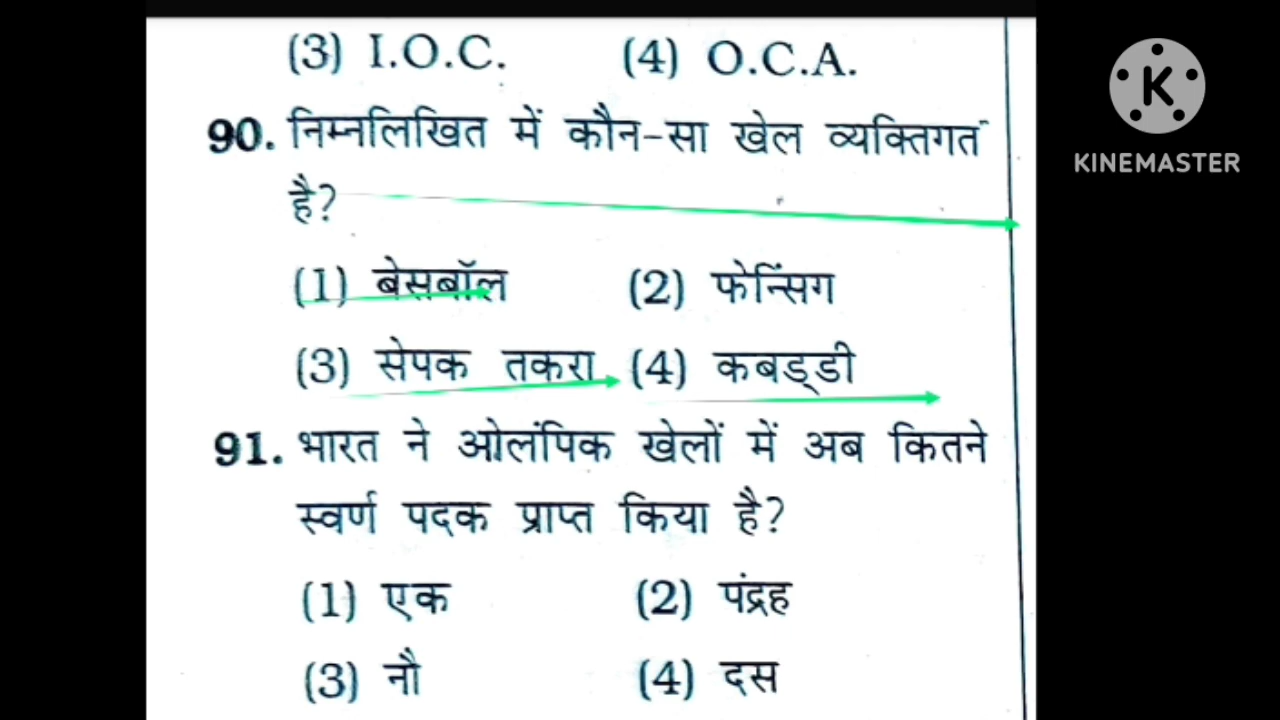 (3) I.O.C. (4) O.C.A.
90. निम्नलिखित में कौन-सा खेल व्यक्तिगत
है?
(1) बेसबॉल (2) फेन्सिंग
(3) सेपक तकरा (4) कबड्डी
91. भारत ने ओलंपिक खेलों में अब कितने
स्वर्ण पदक प्राप्त किया है?
(1) एक (2) पंद्रह
(3) नौ (4) दस
K
KINEMASTER